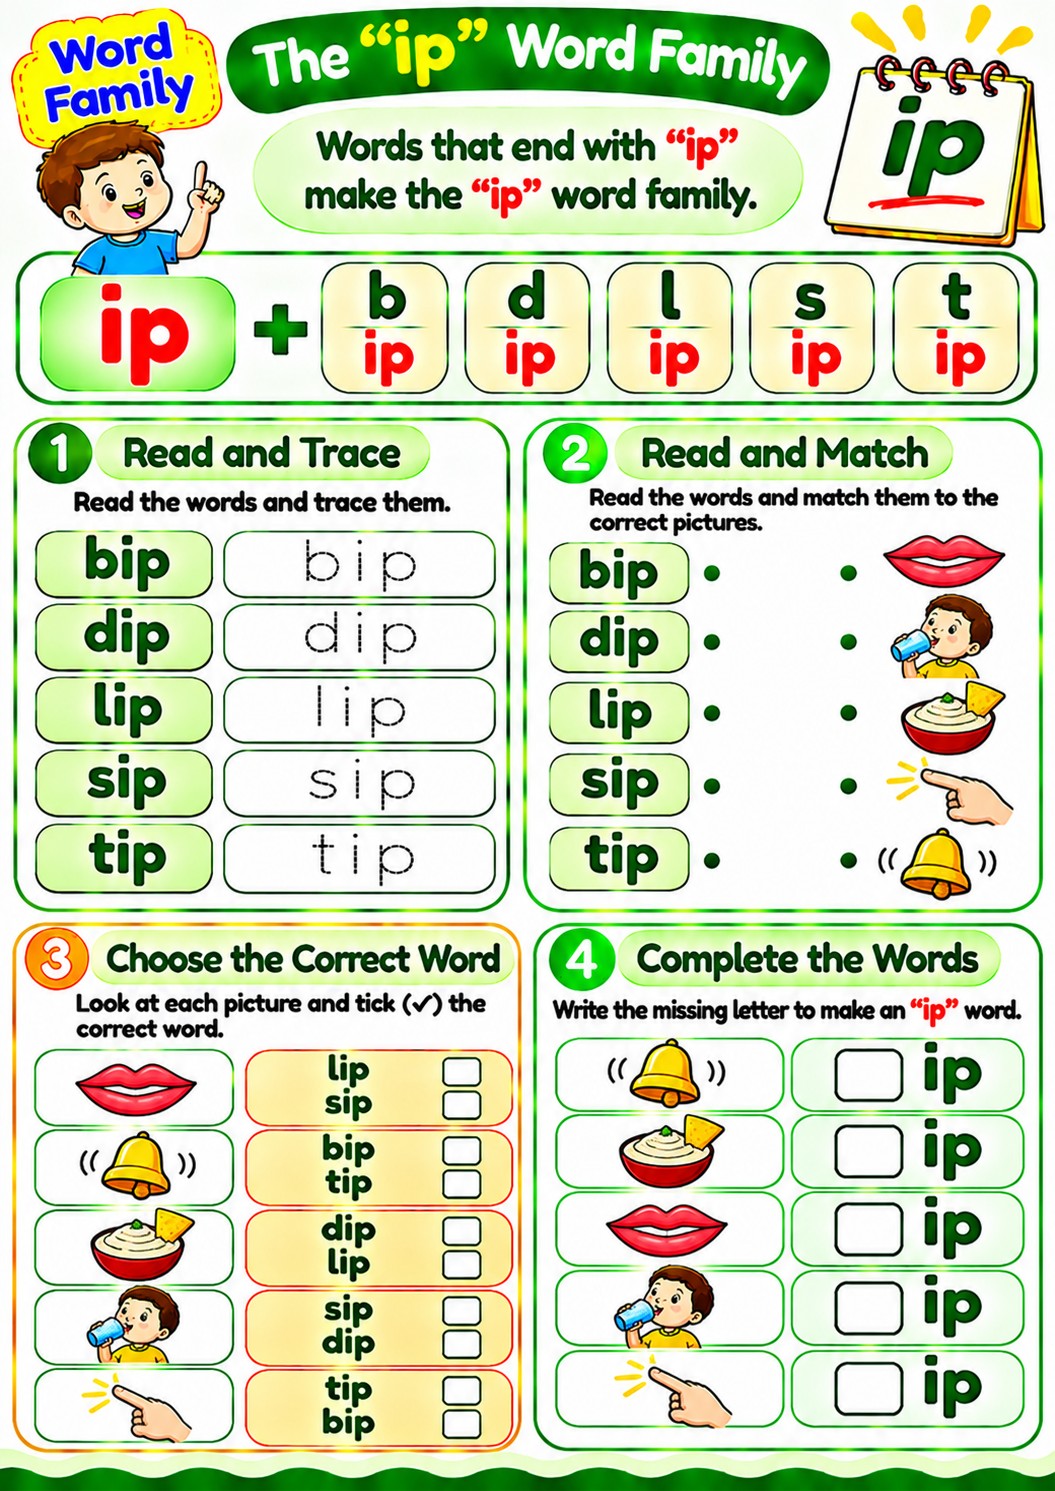 Word
Family
The “ip” Word Family
Words that end with “ip”
make the “ip” word family.
ip
ip + b d l s t
ip ip ip ip ip
1 Read and Trace
Read the words and trace them.
bip bip
dip dip
lip lip
sip sip
tip tip
2 Read and Match
Read the words and match them to the
correct pictures.
bip
dip
lip
sip
tip
3 Choose the Correct Word
Look at each picture and tick (✓) the
correct word.
lip
sip
bip
tip
dip
lip
sip
dip
tip
bip
4 Complete the Words
Write the missing letter to make an “ip” word.
ip
ip
ip
ip
ip